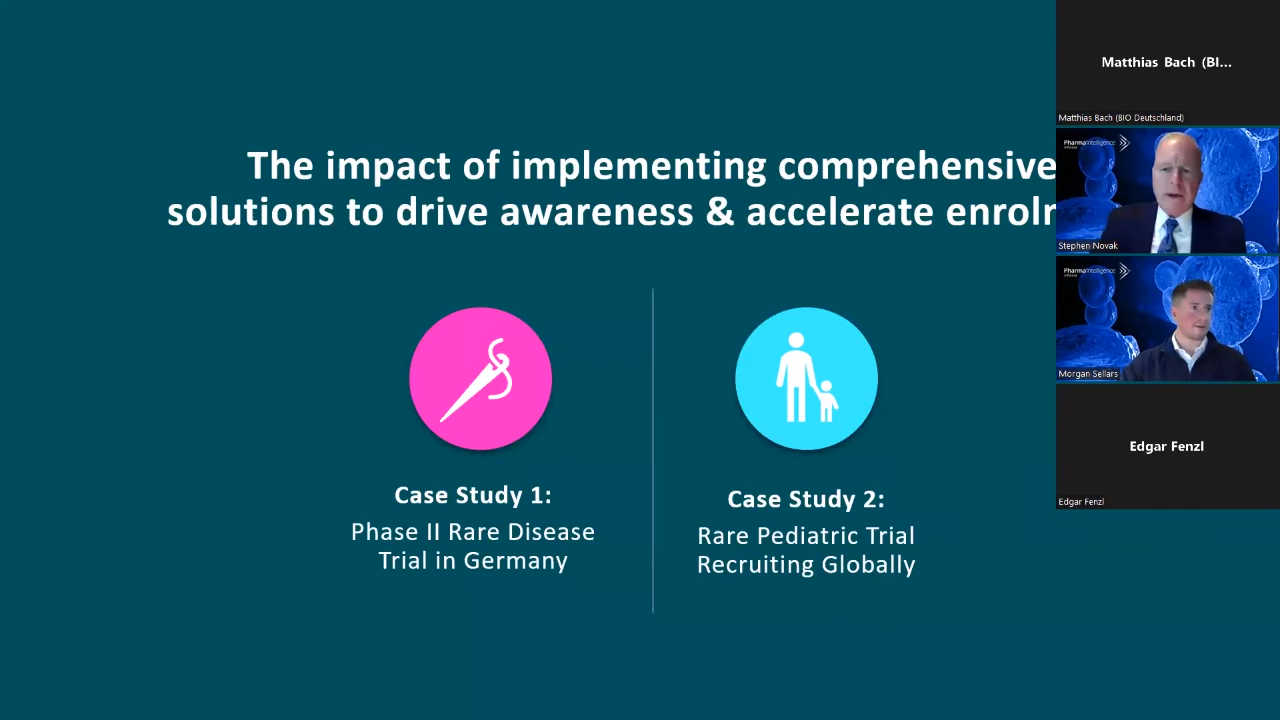 The impact of implementing comprehensive
solutions to drive awareness & accelerate
Case Study 1:
Phase II Rare Disease
Trial in Germany
Case Study 2:
Rare Pediatric Trial
Recruiting Globally
Matthias Bach (BI...
Matthias Bach (BIO Deutschland)
PharmaIntelligence
Stephen Novak
PharmaIntelligence
Morgan Sellars
Edgar Fenzl
Edgar Fenzl